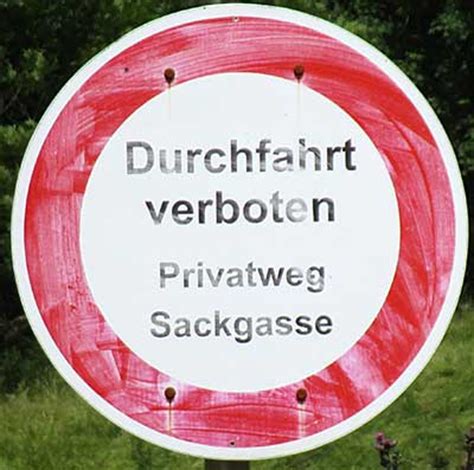 Durchfahrt
verboten
Privatweg
Sackgasse